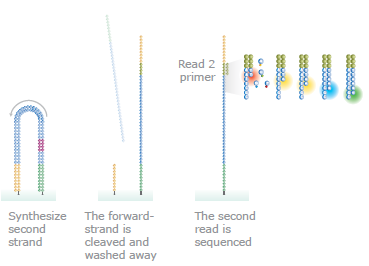 Read 2
primer
Synthesize
second
strand
The forward-
strand is
cleaved and
washed away
The second
read is
sequenced